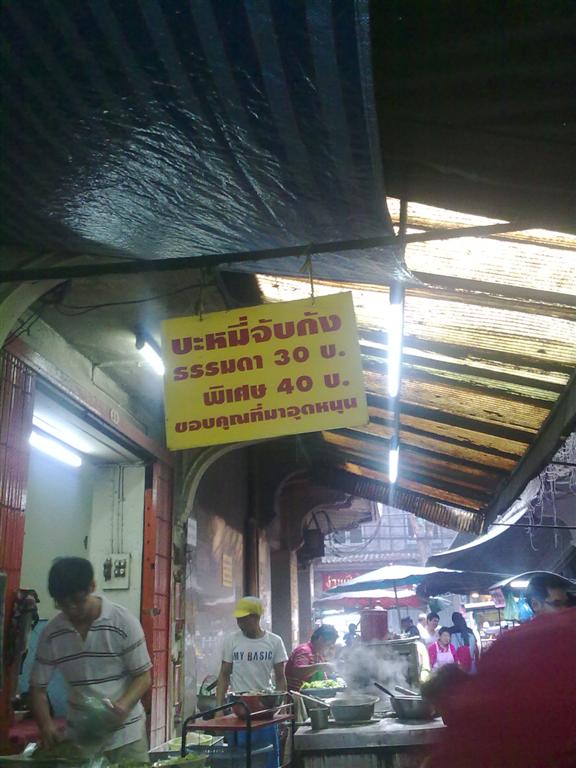 บะหมี่จับกัง
ธรรมดา 30 บ.
พิเศษ 40 บ.
ขอบคุณที่มาอุดหนุน
MY BASIC